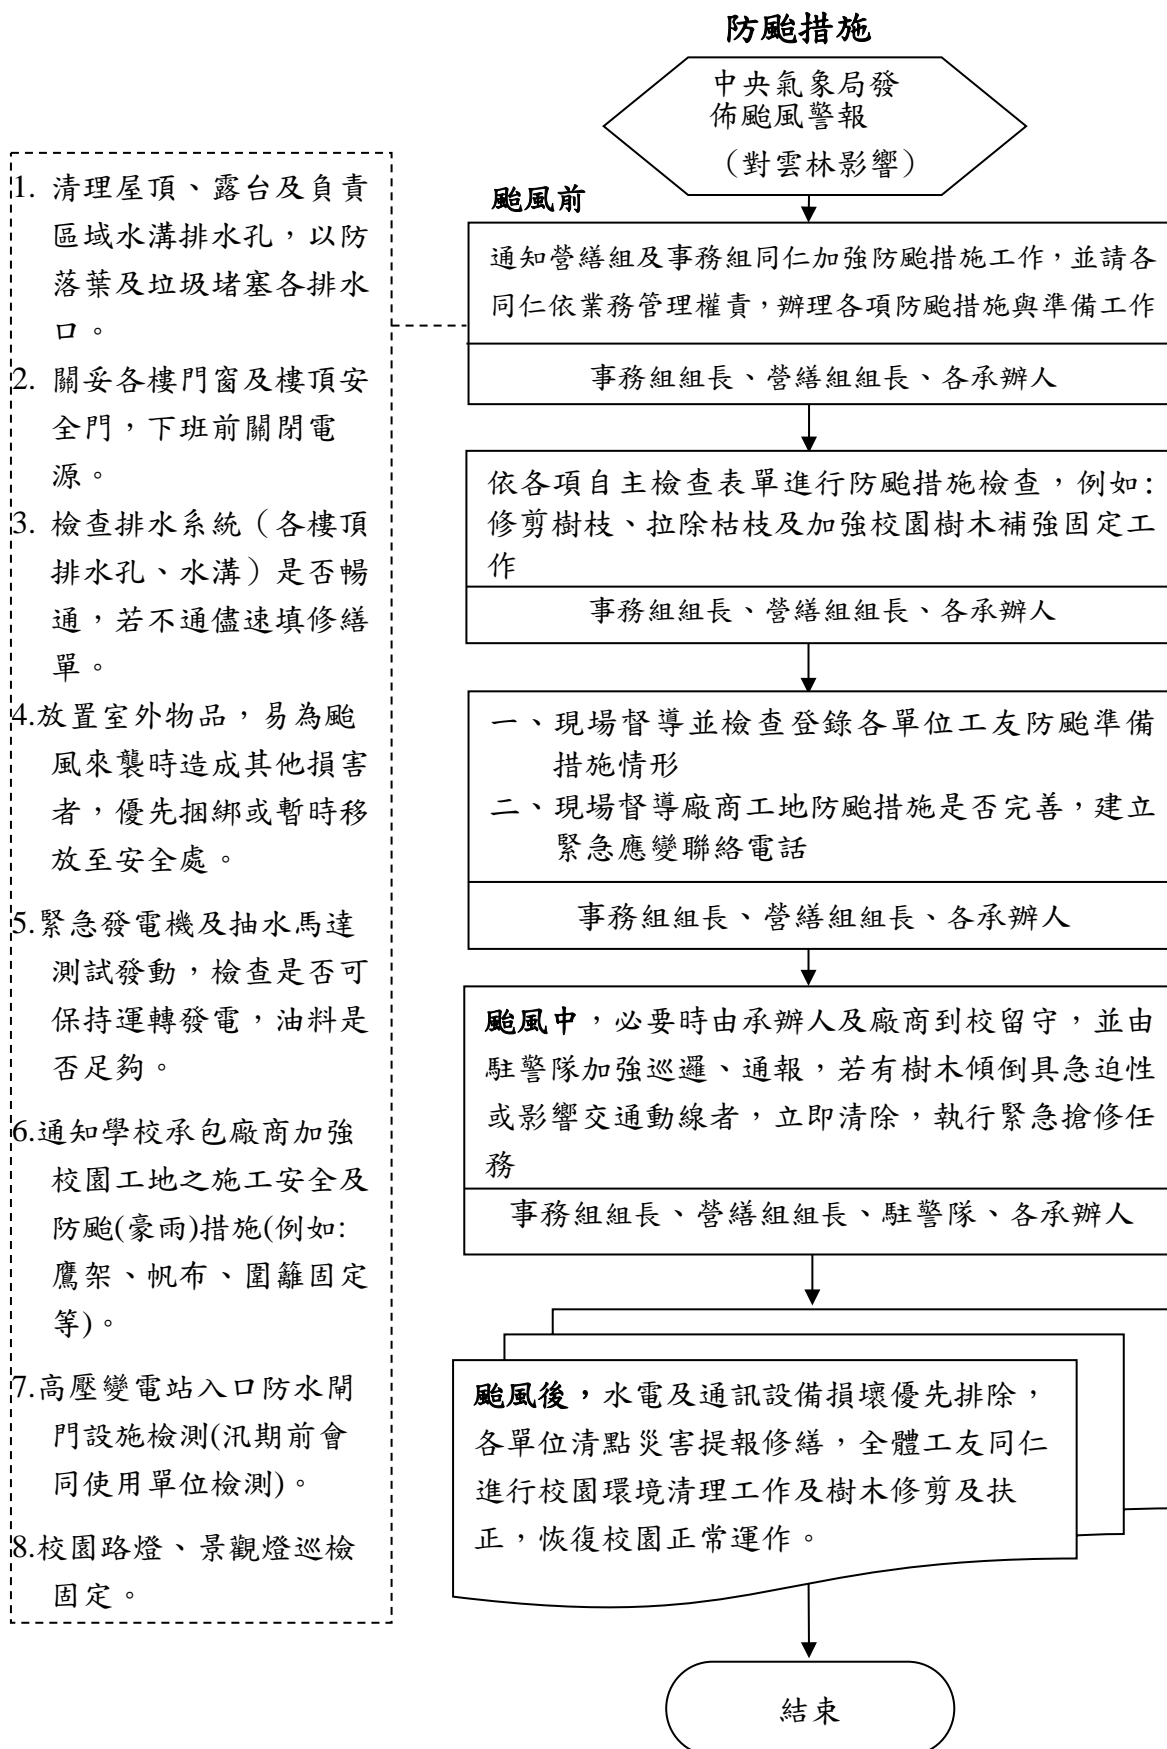 防颱措施
中央氣象局發
佈颱風警報
（對雲林影響）
1. 清理屋頂、露台及負責
區域水溝排水孔，以防
落葉及垃圾堵塞各排水
口。
2. 關妥各樓門窗及樓頂安
全門，下班前關閉電
源。
3. 檢查排水系統（各樓頂
排水孔、水溝）是否暢
通，若不通儘速填修繕
單。
4.放置室外物品，易為颱
風來襲時造成其他損害
者，優先捆綁或暫時移
放至安全處。
5.緊急發電機及抽水馬達
測試發動，檢查是否可
保持運轉發電，油料是
否足夠。
6.通知學校承包廠商加強
校園工地之施工安全及
防颱(豪雨)措施(例如:
鷹架、帆布、圍籬固定
等)。
7.高壓變電站入口防水閘
門設施檢測(汛期前會
同使用單位檢測)。
8.校園路燈、景觀燈巡檢
固定。
颱風前
通知營繕組及事務組同仁加強防颱措施工作，並請各
同仁依業務管理權責，辦理各項防颱措施與準備工作
事務組組長、營繕組組長、各承辦人
依各項自主檢查表單進行防颱措施檢查，例如:
修剪樹枝、拉除枯枝及加強校園樹木補強固定工
作
事務組組長、營繕組組長、各承辦人
一、現場督導並檢查登錄各單位工友防颱準備
措施情形
二、現場督導廠商工地防颱措施是否完善，建立
緊急應變聯絡電話
事務組組長、營繕組組長、各承辦人
颱風中，必要時由承辦人及廠商到校留守，並由
駐警隊加強巡邏、通報，若有樹木傾倒具急迫性
或影響交通動線者，立即清除，執行緊急搶修任
務
事務組組長、營繕組組長、駐警隊、各承辦人
颱風後，水電及通訊設備損壞優先排除，
各單位清點災害提報修繕，全體工友同仁
進行校園環境清理工作及樹木修剪及扶
正，恢復校園正常運作。
結束